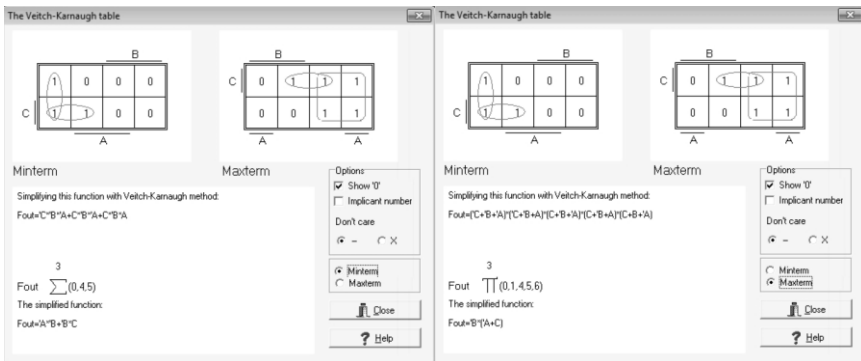 The Veitch-Karnaugh table
B
1 0 0 0
C 1 1 0 0
A
B
C 0 1 1 1
0 0 1 1
A A
Minterm
Maxterm
Simplifying this function with Veitch-Karnaugh method:
Fout='C*'B*'A+C*'B*'A+C*'B*A
3
Fout ∑(0,4,5)
The simplified function:
Fout='A*'B+'B*C
Options
Show '0'
Implicant number
Don't care
- X
Minterm
Maxterm
Close
? Help
The Veitch-Karnaugh table
B
1 0 0 0
C 1 1 0 0
A
B
C 0 1 1 1
0 0 1 1
A A
Minterm
Maxterm
Simplifying this function with Veitch-Karnaugh method:
Fout=('C+'B+'A)*('C+'B+A)*(C+'B+'A)*(C+'B+A)*(C+B+'A)
3
Fout ∏(0,1,4,5,6)
The simplified function:
Fout='B*('A+C)
Options
Show '0'
Implicant number
Don't care
- X
Minterm
Maxterm
Close
? Help